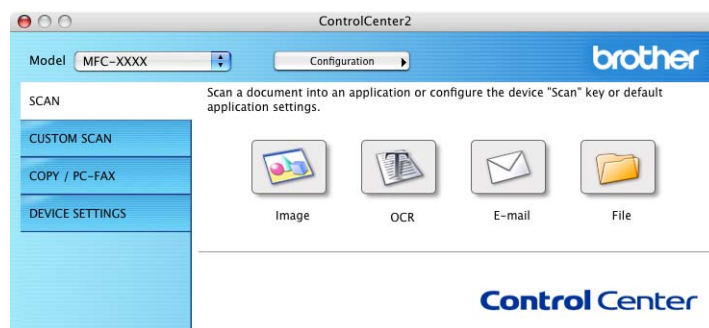 ControlCenter2
Model MFC-XXXX Configuration brother
SCAN
Scan a document into an application or configure the device "Scan" key or default
application settings.
CUSTOM SCAN
COPY / PC-FAX
DEVICE SETTINGS
Image OCR E-mail File
Control Center